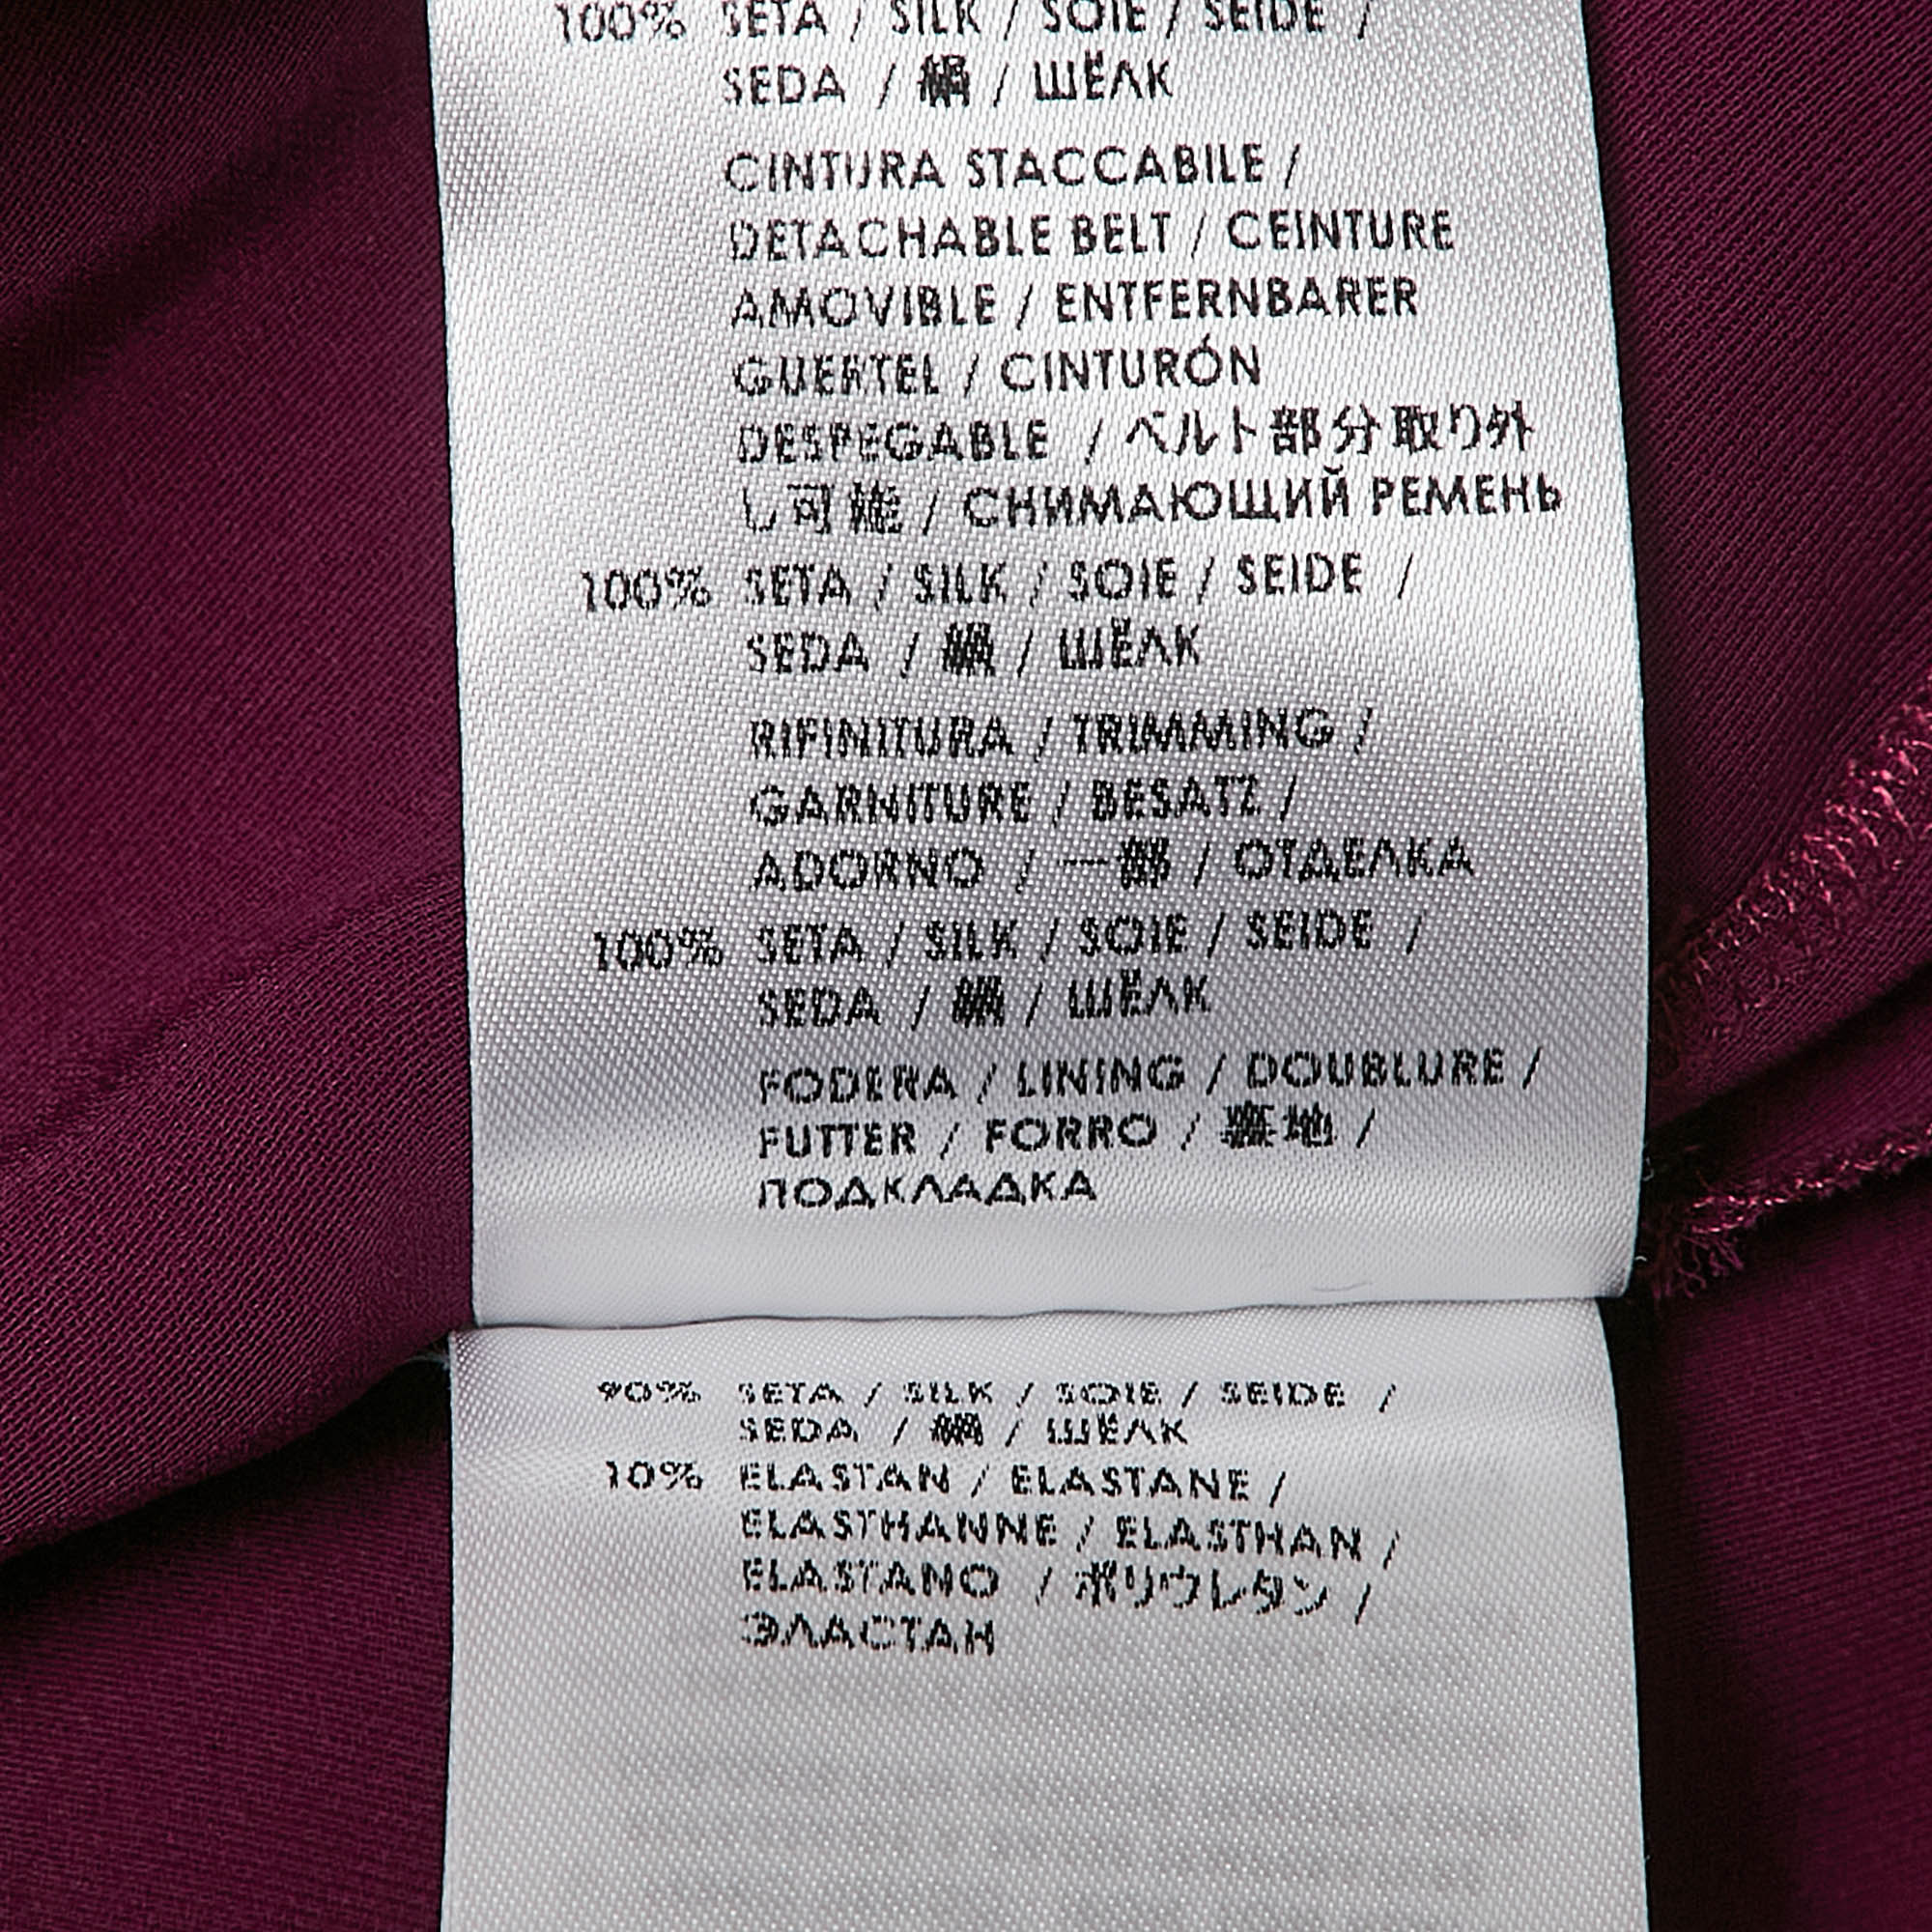 100% SETA / SILK / SOIE / SEIDE /
SEDA / 絹 / ШЁЛК
CINTURA STACCABILE /
DETACHABLE BELT / CEINTURE
AMOVIBLE / ENTFERNBARER
GUERTEL / CINTURÓN
DESPEGABLE / ベルト部分取り外
し可能 / СНИМАЮЩИЙ РЕМЕНЬ
100% SETA / SILK / SOIE / SEIDE /
SEDA / 絹 / ШЁЛК
RIFINITURA / TRIMMING /
GARNITURE / BESATZ /
ADORNO / 一部 / ОТДЕЛКА
100% SETA / SILK / SOIE / SEIDE /
SEDA / 絹 / ШЁЛК
FODERA / LINING / DOUBLURE /
FUTTER / FORRO / 裏地 /
ПОДКЛАДКА
90% SETA / SILK / SOIE / SEIDE /
SEDA / 絹 / ШЁЛК
10% ELASTAN / ELASTANE /
ELASTHANNE / ELASTHAN /
ELASTANO / ポリウレタン /
ЭЛАСТАН